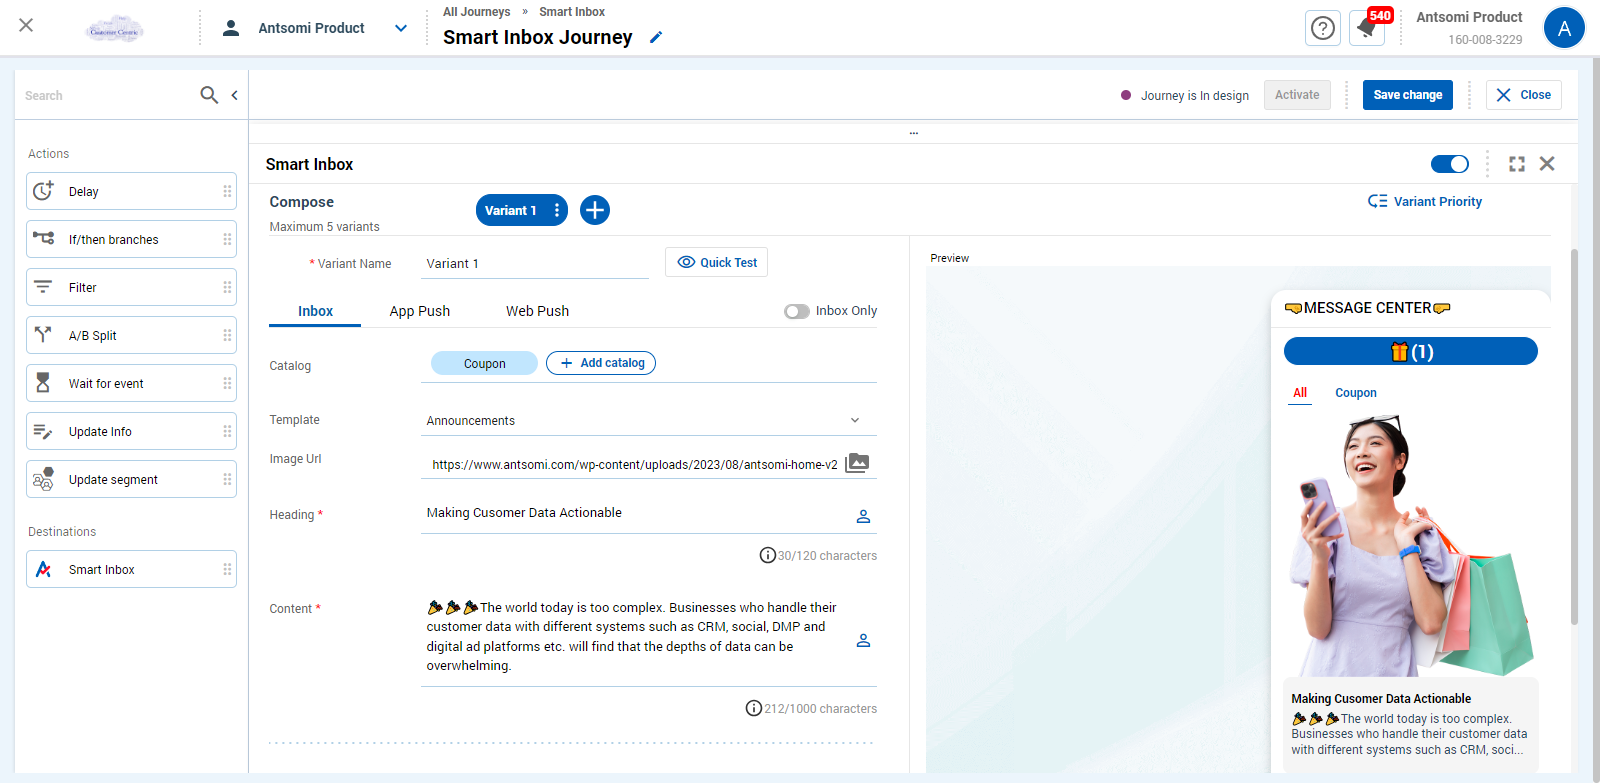 Customer Centric
Antsomi Product
All Journeys » Smart Inbox
Smart Inbox Journey
540
Antsomi Product
160-008-3229
A
Search
Journey is In design
Activate
Save change
Close
...
Actions
Delay
If/then branches
Filter
A/B Split
Wait for event
Update Info
Update segment
Destinations
Smart Inbox
Smart Inbox
Compose
Maximum 5 variants
Variant 1
Variant Priority
* Variant Name
Variant 1
Quick Test
Inbox
App Push
Web Push
Inbox Only
Catalog
Coupon
+ Add catalog
Template
Announcements
Image Url
https://www.antsomi.com/wp-content/uploads/2023/08/antsomi-home-v2
Heading *
Making Cusomer Data Actionable
30/120 characters
Content *
🎉🎉🎉The world today is too complex. Businesses who handle their
customer data with different systems such as CRM, social, DMP and
digital ad platforms etc. will find that the depths of data can be
overwhelming.
212/1000 characters
Preview
🤜MESSAGE CENTER🤛
🎁(1)
All
Coupon
Making Cusomer Data Actionable
🎉🎉🎉The world today is too complex.
Businesses who handle their customer data
with different systems such as CRM, soci...